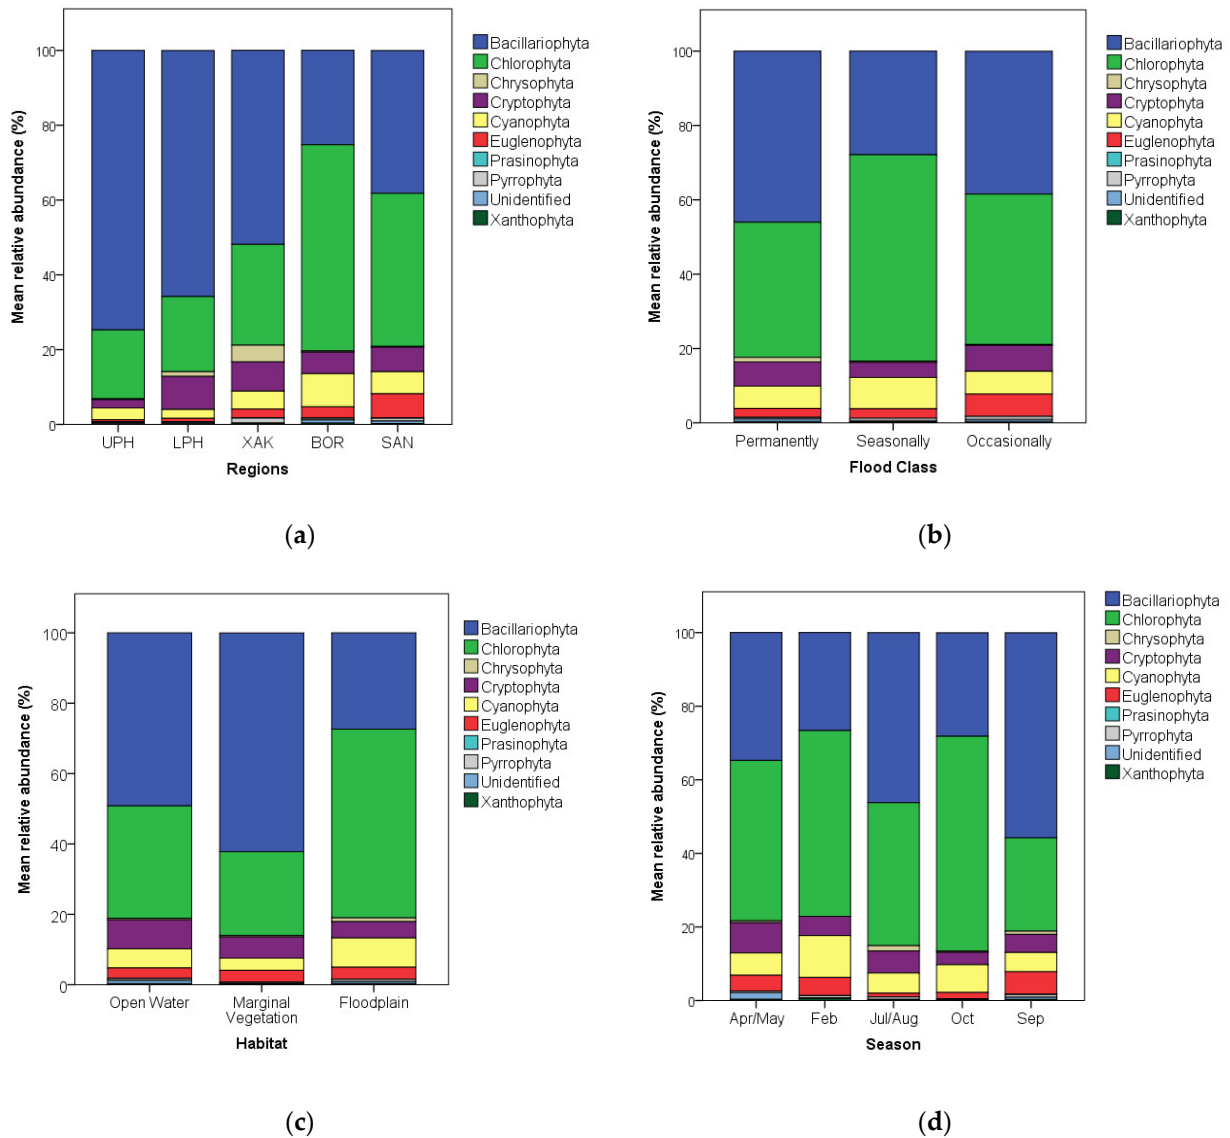 Mean relative abundance (%)
100
80
60
40
20
0
UPH LPH XAK BOR SAN
Regions
Bacillariophyta
Chlorophyta
Chrysophyta
Cryptophyta
Cyanophyta
Euglenophyta
Prasinophyta
Pyrrophyta
Unidentified
Xanthophyta
(a)
Mean relative abundance (%)
100
80
60
40
20
0
Permanently Seasonally Occasionally
Flood Class
Bacillariophyta
Chlorophyta
Chrysophyta
Cryptophyta
Cyanophyta
Euglenophyta
Prasinophyta
Pyrrophyta
Unidentified
Xanthophyta
(b)
Mean relative abundance (%)
100
80
60
40
20
0
Open Water Marginal Floodplain
Vegetation
Habitat
Bacillariophyta
Chlorophyta
Chrysophyta
Cryptophyta
Cyanophyta
Euglenophyta
Prasinophyta
Pyrrophyta
Unidentified
Xanthophyta
(c)
Mean relative abundance (%)
100
80
60
40
20
0
Apr/May Feb Jul/Aug Oct Sep
Season
Bacillariophyta
Chlorophyta
Chrysophyta
Cryptophyta
Cyanophyta
Euglenophyta
Prasinophyta
Pyrrophyta
Unidentified
Xanthophyta
(d)